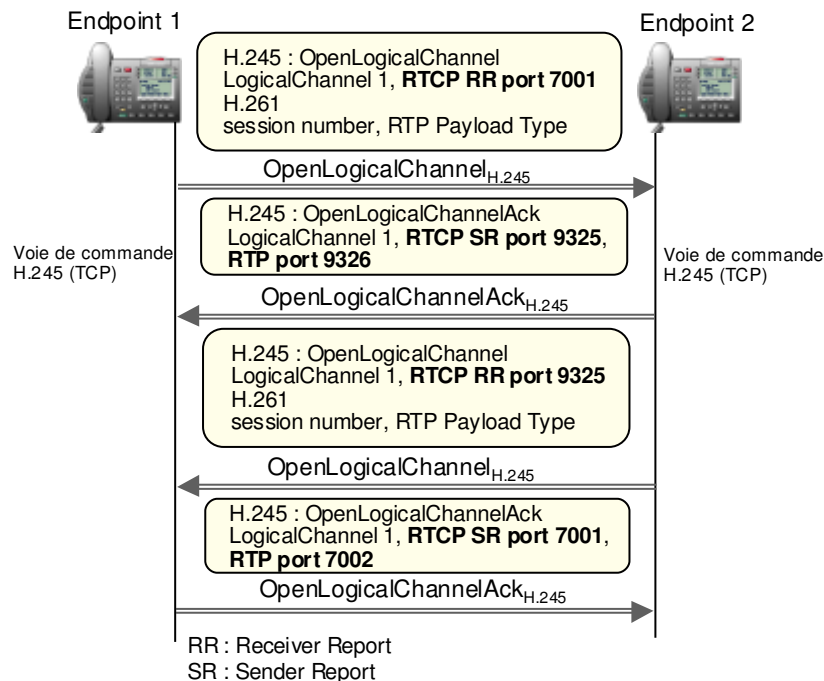 Endpoint 1
Endpoint 2
H.245 : OpenLogicalChannel
LogicalChannel 1, RTCP RR port 7001
H.261
session number, RTP Payload Type
OpenLogicalChannelH.245
H.245 : OpenLogicalChannelAck
LogicalChannel 1, RTCP SR port 9325,
RTP port 9326
Voie de commande
H.245 (TCP)
Voie de commande
H.245 (TCP)
OpenLogicalChannelAckH.245
H.245 : OpenLogicalChannel
LogicalChannel 1, RTCP RR port 9325
H.261
session number, RTP Payload Type
OpenLogicalChannelH.245
H.245 : OpenLogicalChannelAck
LogicalChannel 1, RTCP SR port 7001,
RTP port 7002
OpenLogicalChannelAckH.245
RR : Receiver Report
SR : Sender Report